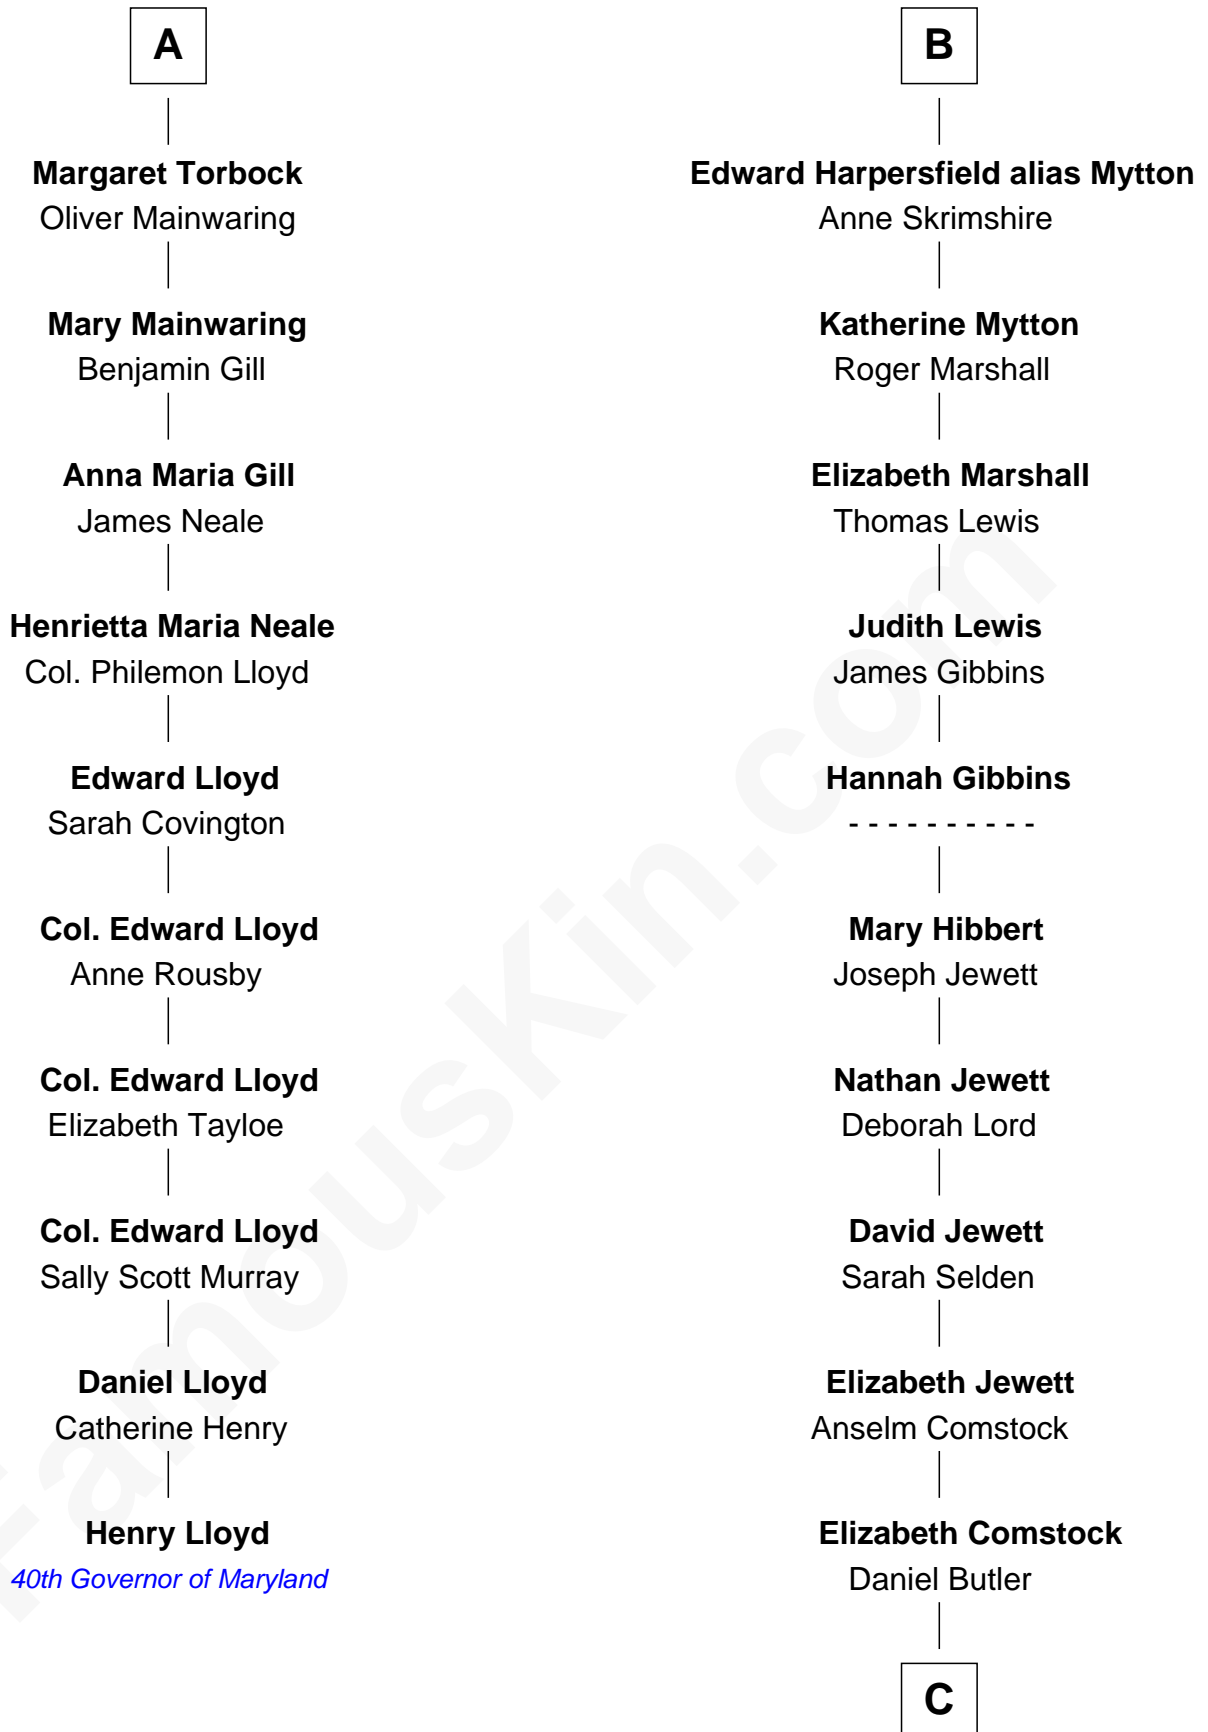 A
Margaret Torbock
Oliver Mainwaring
Mary Mainwaring
Benjamin Gill
Anna Maria Gill
James Neale
Henrietta Maria Neale
Col. Philemon Lloyd
Edward Lloyd
Sarah Covington
Col. Edward Lloyd
Anne Rousby
Col. Edward Lloyd
Elizabeth Tayloe
Col. Edward Lloyd
Sally Scott Murray
Daniel Lloyd
Catherine Henry
Henry Lloyd
40th Governor of Maryland
B
Edward Harpersfield alias Mytton
Anne Skrimshire
Katherine Mytton
Roger Marshall
Elizabeth Marshall
Thomas Lewis
Judith Lewis
James Gibbins
Hannah Gibbins
- - - - - - - - - -
Mary Hibbert
Joseph Jewett
Nathan Jewett
Deborah Lord
David Jewett
Sarah Selden
Elizabeth Jewett
Anselm Comstock
Elizabeth Comstock
Daniel Butler
C
FamousKin.com